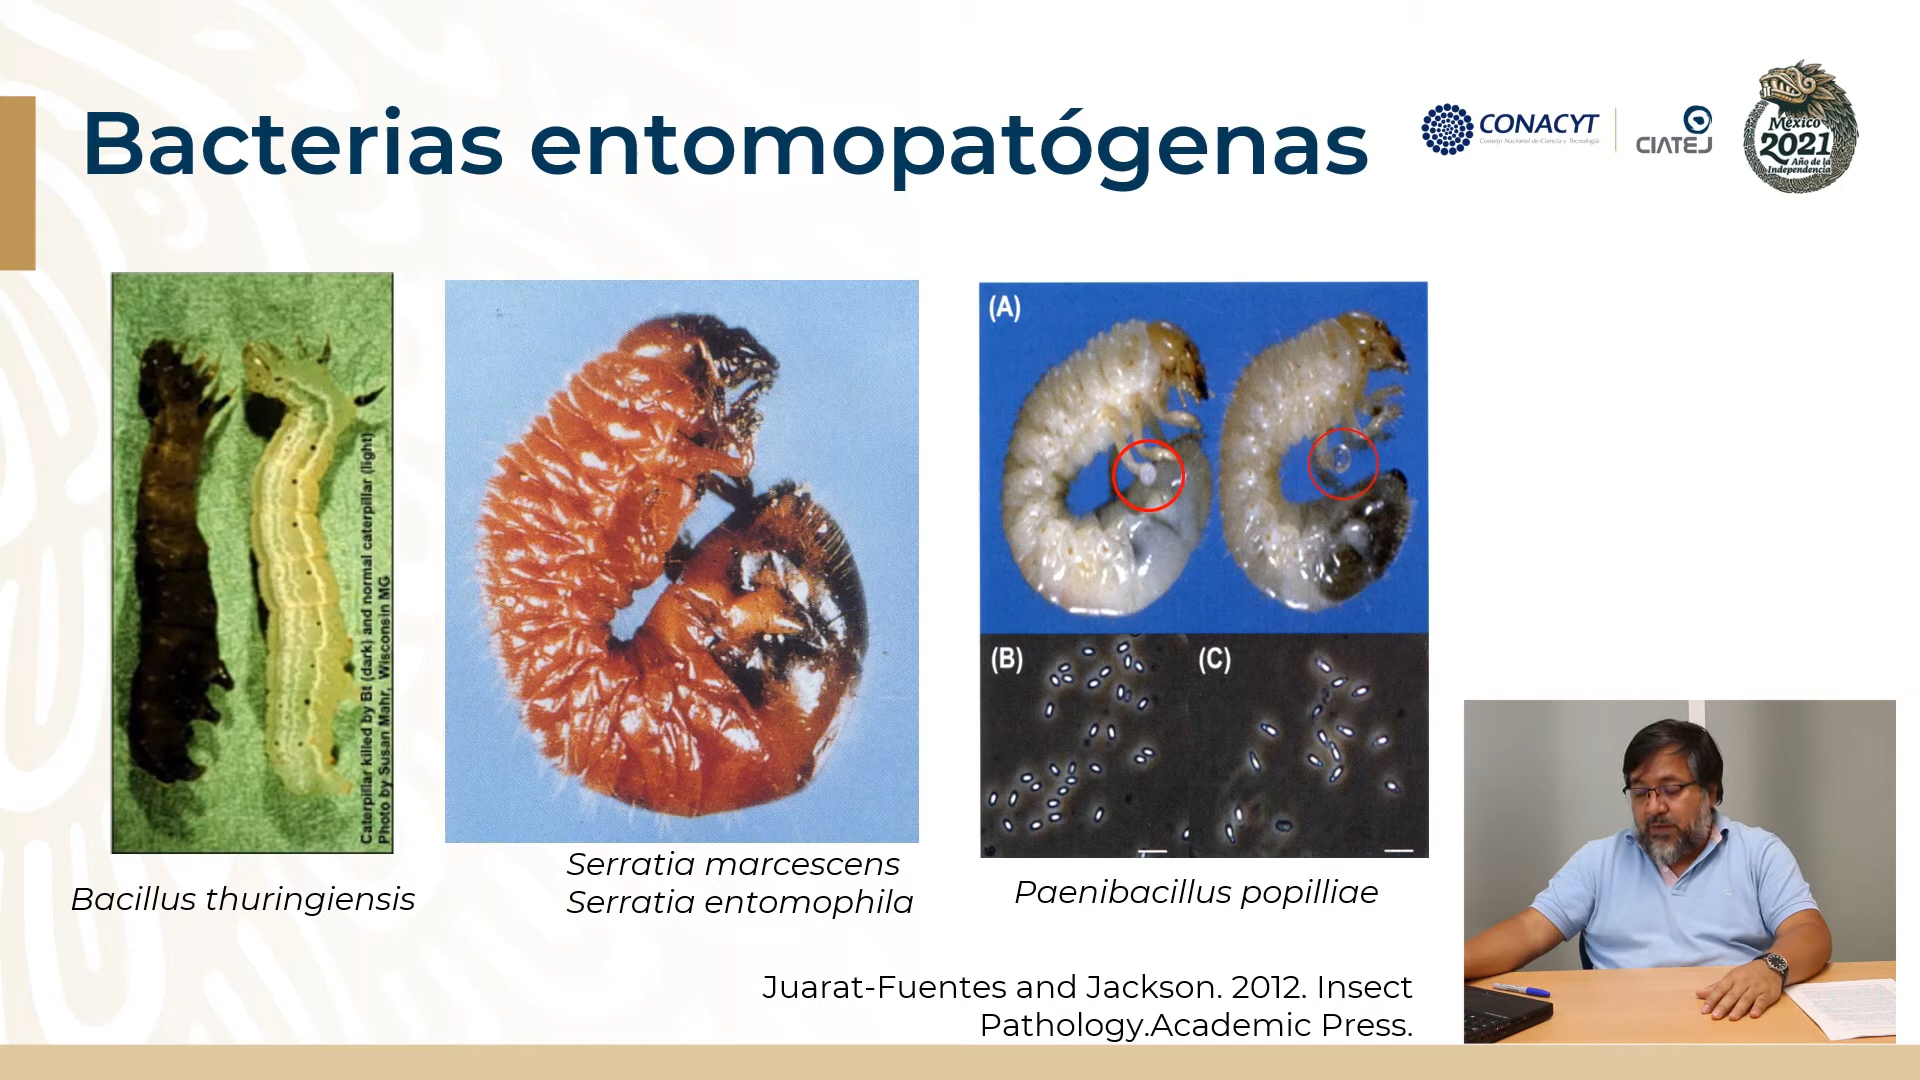 Bacterias entomopatógenas
CONACYT
Consejo Nacional de Ciencia y Tecnología
CIATEJ
México
2021
Año de la
Independencia
Caterpillar killed by Bt (dark) and normal caterpillar (light)
Photo by Susan Mahr, Wisconsin MG
(A)
(B)
(C)
Bacillus thuringiensis
Serratia marcescens
Serratia entomophila
Paenibacillus popilliae
Juarat-Fuentes and Jackson. 2012. Insect
Pathology.Academic Press.